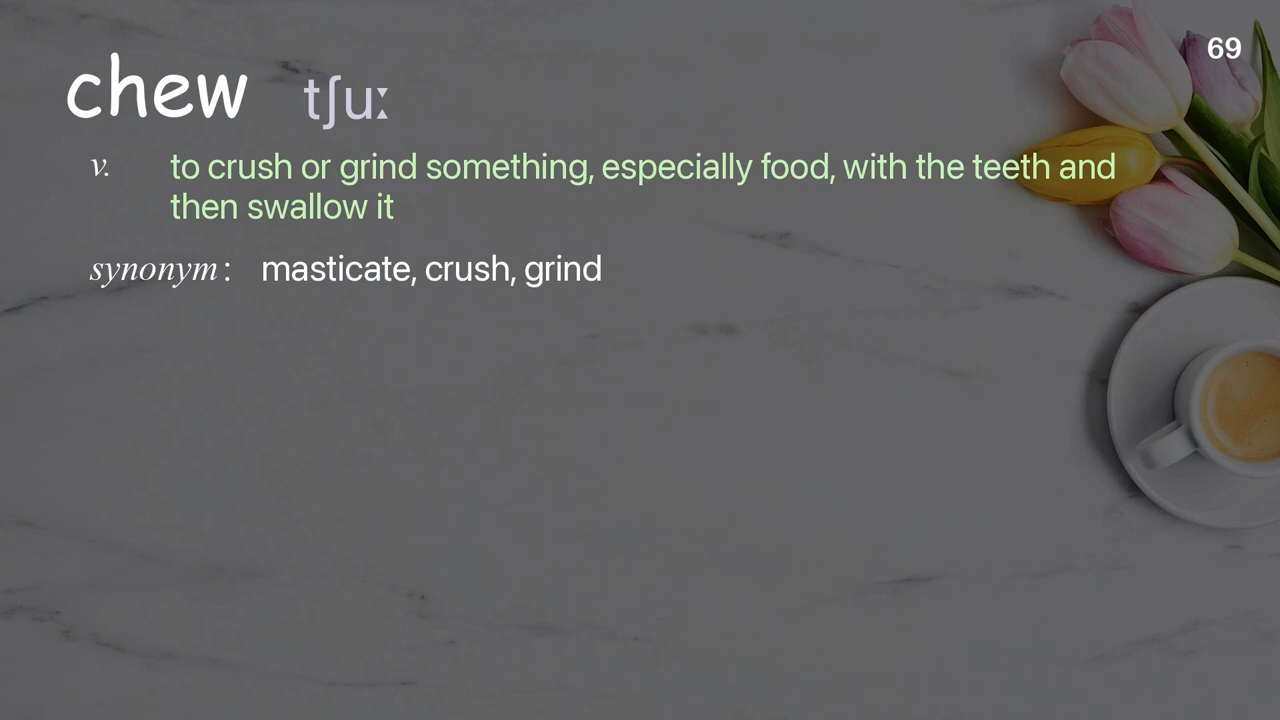 69
chew tʃuː
v. to crush or grind something, especially food, with the teeth and
then swallow it
synonym : masticate, crush, grind